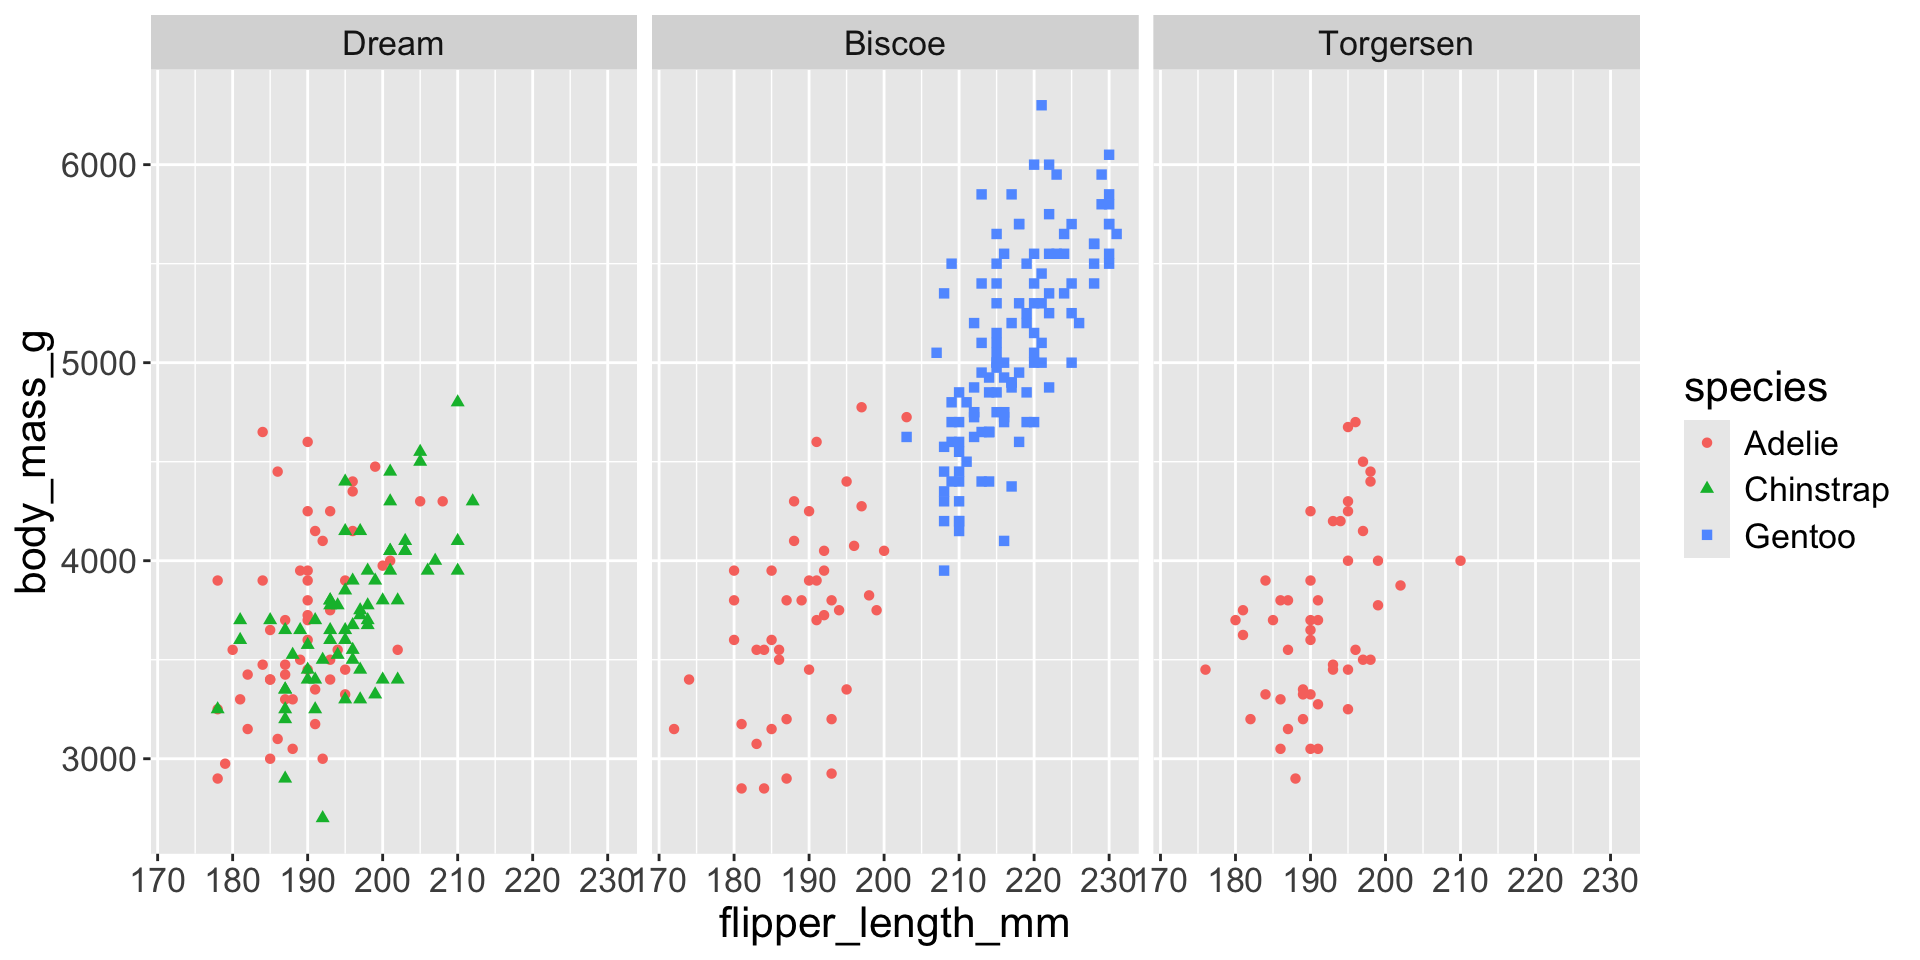 Dream Biscoe Torgersen
6000
5000
4000
3000
body_mass_g
170 180 190 200 210 220 230 170 180 190 200 210 220 230 170 180 190 200 210 220 230
flipper_length_mm
species
Adelie
Chinstrap
Gentoo